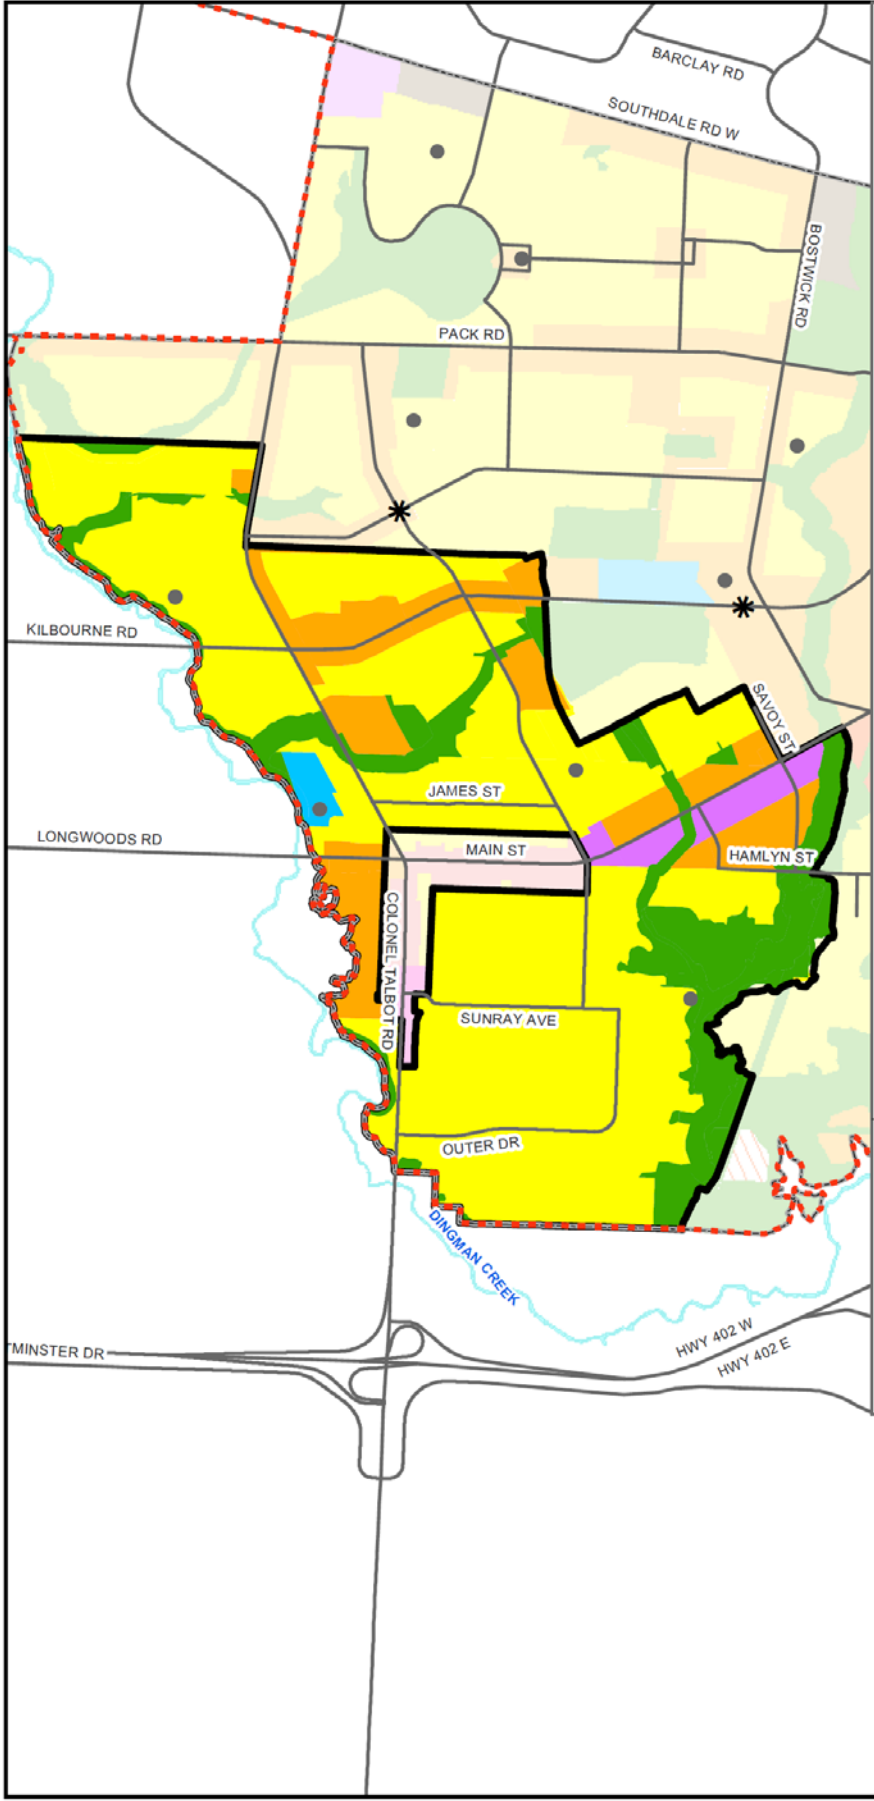 BARCLAY RD
SOUTHDALE RD W
BOSTWICK RD
PACK RD
KILBOURNE RD
SAVOY ST
JAMES ST
LONGWOODS RD
MAIN ST
HAMLYN ST
COLONEL TALBOT RD
SUNRAY AVE
OUTER DR
DINGMAN CREEK
HWY 402 W
HWY 402 E
TMINSTER DR